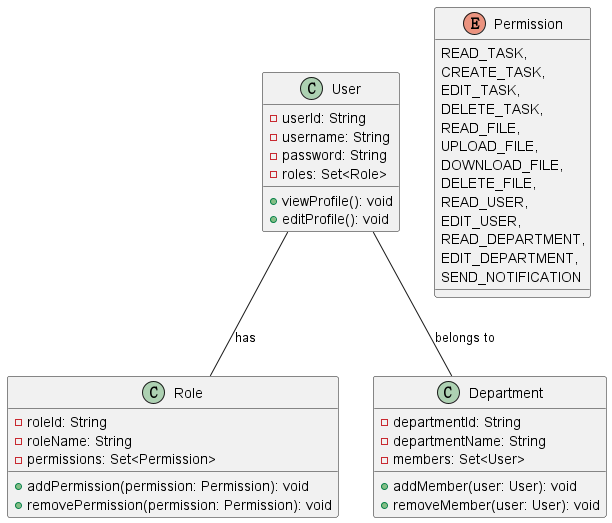 E Permission
READ_TASK,
CREATE_TASK,
EDIT_TASK,
DELETE_TASK,
READ_FILE,
UPLOAD_FILE,
DOWNLOAD_FILE,
DELETE_FILE,
READ_USER,
EDIT_USER,
READ_DEPARTMENT,
EDIT_DEPARTMENT,
SEND_NOTIFICATION
C User
userId: String
username: String
password: String
roles: Set<Role>
viewProfile(): void
editProfile(): void
has
belongs to
C Role
roleId: String
roleName: String
permissions: Set<Permission>
addPermission(permission: Permission): void
removePermission(permission: Permission): void
C Department
departmentId: String
departmentName: String
members: Set<User>
addMember(user: User): void
removeMember(user: User): void